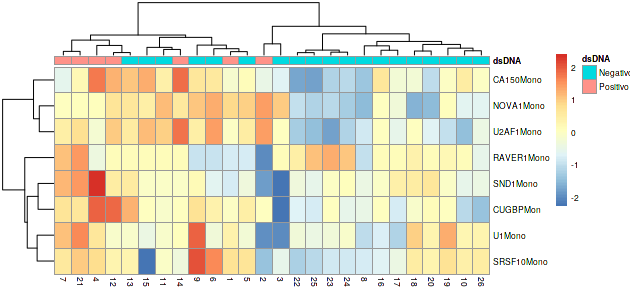 dsDNA
dsDNA
Negativo
Positivo
2
1
0
-1
-2
CA150Mono
NOVA1Mono
U2AF1Mono
RAVER1Mono
SND1Mono
CUGBPMon
U1Mono
SRSF10Mono
7 21 4 12 13 15 11 14 9 6 1 5 2 3 22 25 23 24 8 16 17 18 20 19 10 26